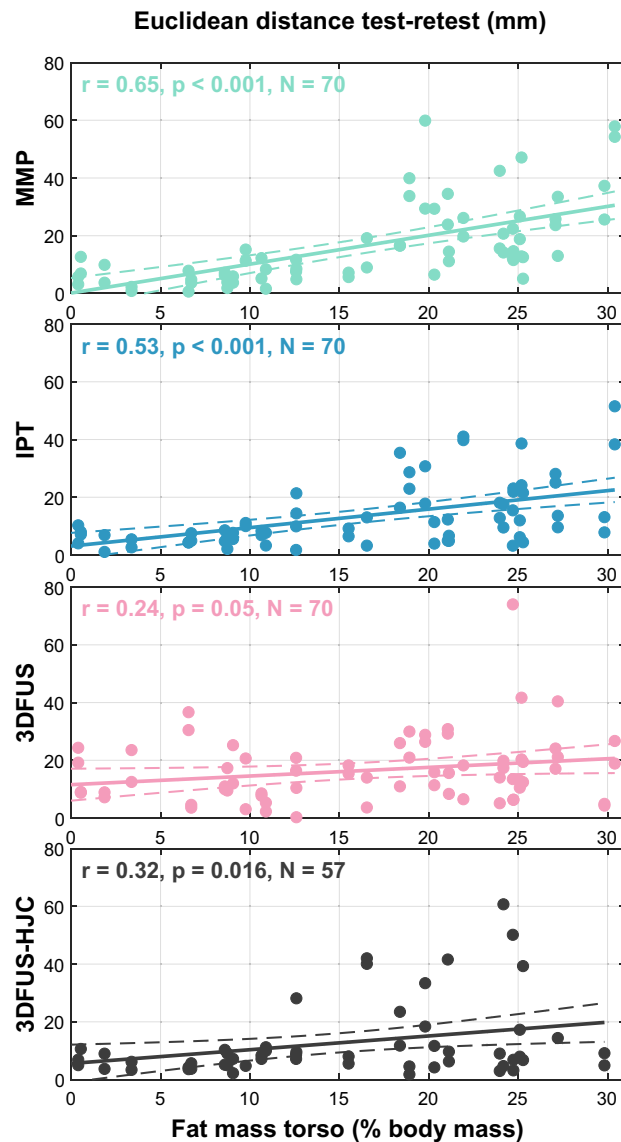 Euclidean distance test-retest (mm)
80
r = 0.65, p < 0.001, N = 70
60
MMP
40
20
0
0 5 10 15 20 25 30
80
r = 0.53, p < 0.001, N = 70
60
IPT
40
20
0
0 5 10 15 20 25 30
80
r = 0.24, p = 0.05, N = 70
60
3DFUS
40
20
0
0 5 10 15 20 25 30
80
r = 0.32, p = 0.016, N = 57
60
3DFUS-HJC
40
20
0
0 5 10 15 20 25 30
Fat mass torso (% body mass)